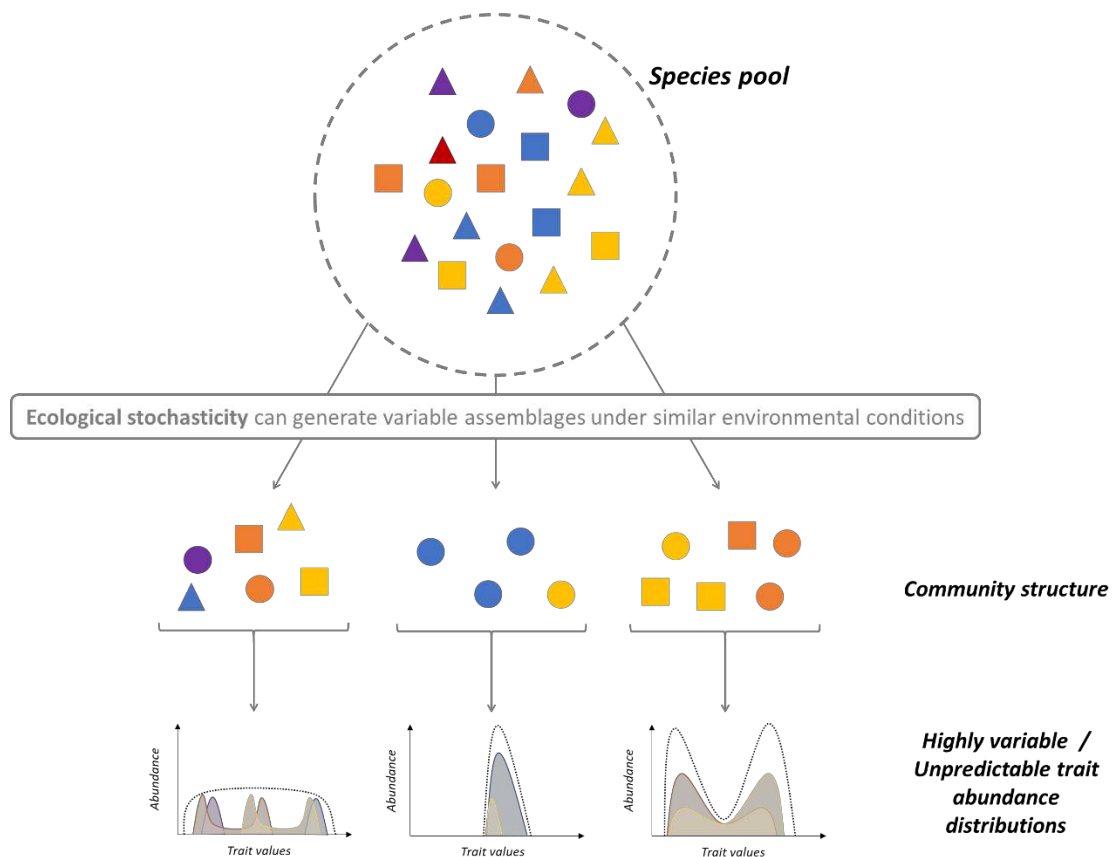 Species pool
Ecological stochasticity can generate variable assemblages under similar environmental conditions
Community structure
Abundance
Trait values
Abundance
Trait values
Abundance
Trait values
Highly variable /
Unpredictable trait
abundance
distributions